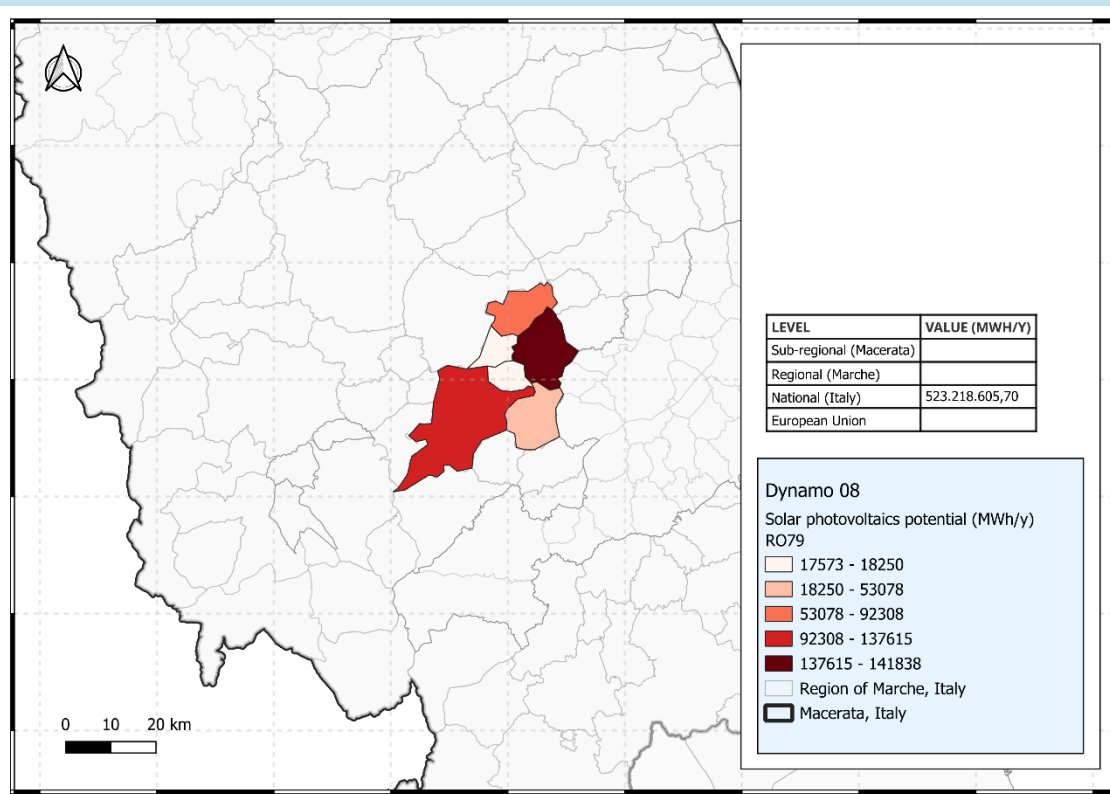 LEVEL VALUE (MWH/Y)
Sub-regional (Macerata)
Regional (Marche)
National (Italy) 523.218.605,70
European Union
Dynamo 08
Solar photovoltaics potential (MWh/y)
RO79
17573 - 18250
18250 - 53078
53078 - 92308
92308 - 137615
137615 - 141838
Region of Marche, Italy
Macerata, Italy
0 10 20 km